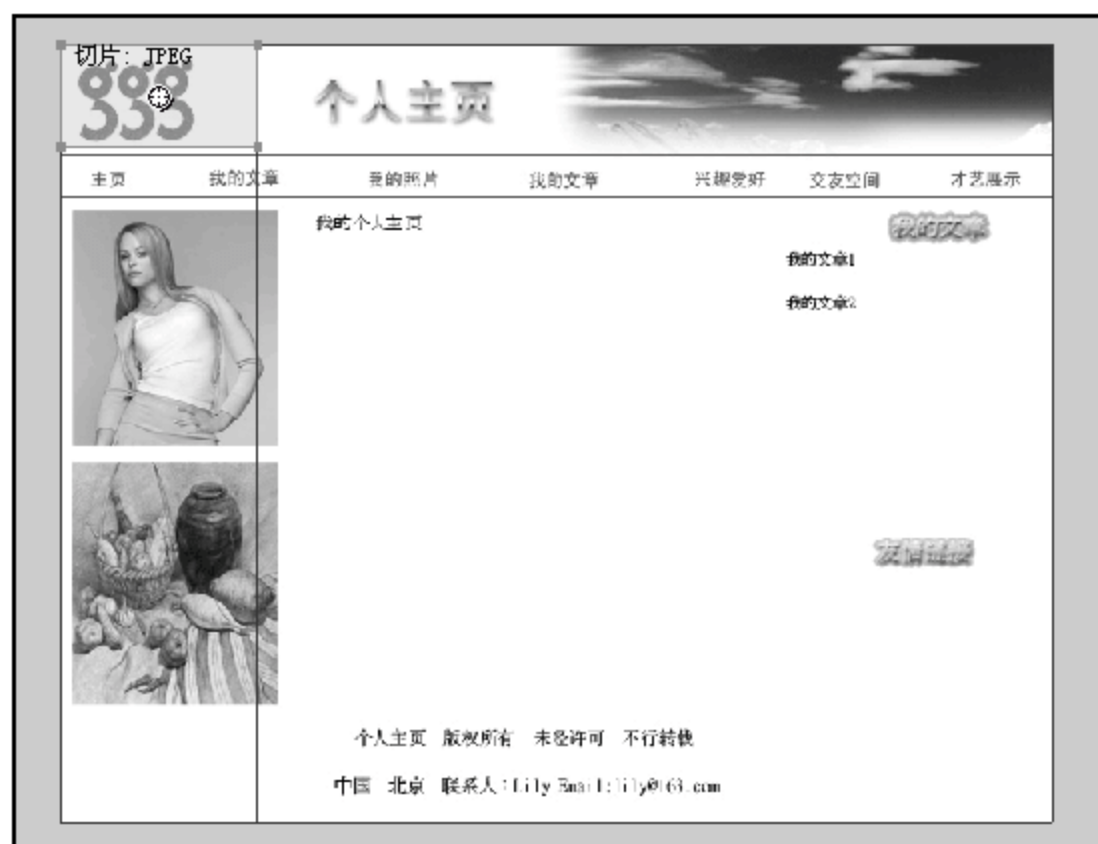 切片: JPEG
ggg
个人主页
主页 我的文章 我的照片 我的文章 兴趣爱好 交友空间 才艺展示
我的个人主页
我的文章
我的文章1
我的文章2
友情链接
个人主页 版权所有 未经许可 不行转载
中国 北京 联系人:Lily Email:lily@163.com